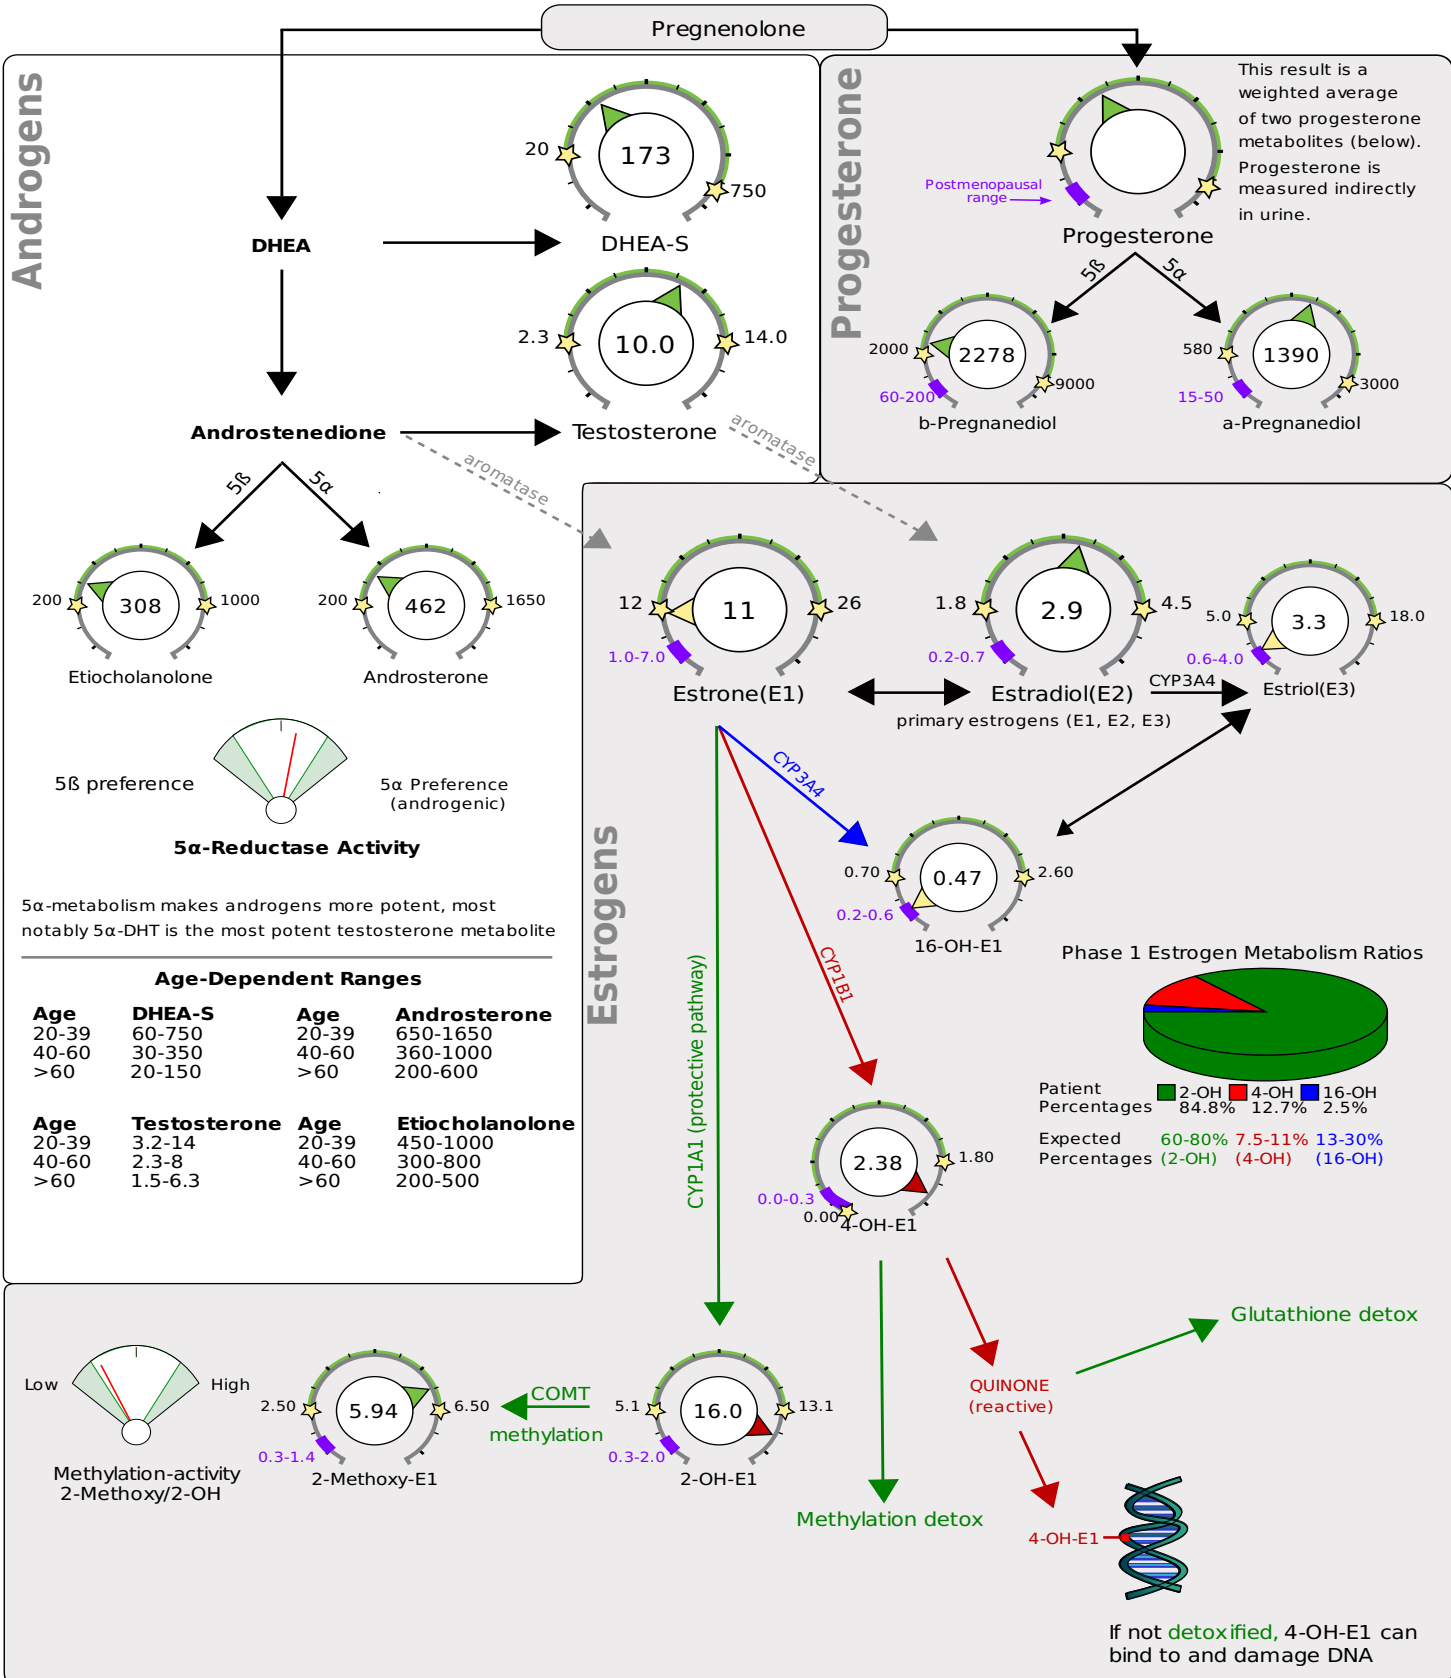 Pregnenolone
Androgens
173
20
750
DHEA-S
DHEA
10.0
2.3
14.0
Testosterone
Androstenedione
aromatase
aromatase
5ß
5α
308
200
1000
Etiocholanolone
462
200
1650
Androsterone
5ß preference
5α Preference
(androgenic)
5α-Reductase Activity
5α-metabolism makes androgens more potent, most
notably 5α-DHT is the most potent testosterone metabolite
Age-Dependent Ranges
Age DHEA-S Age Androsterone
20-39 60-750 20-39 650-1650
40-60 30-350 40-60 360-1000
>60 20-150 >60 200-600
Age Testosterone Age Etiocholanolone
20-39 3.2-14 20-39 450-1000
40-60 2.3-8 40-60 300-800
>60 1.5-6.3 >60 200-500
Progesterone
This result is a
weighted average
of two progesterone
metabolites (below).
Progesterone is
measured indirectly
in urine.
Postmenopausal
range
Progesterone
5ß
5α
2278
2000
9000
60-200
b-Pregnanediol
1390
580
3000
15-50
a-Pregnanediol
Estrogens
11
12
26
1.0-7.0
Estrone(E1)
2.9
1.8
4.5
0.2-0.7
Estradiol(E2)
CYP3A4
3.3
5.0
18.0
0.6-4.0
Estriol(E3)
primary estrogens (E1, E2, E3)
CYP3A4
0.47
0.70
2.60
0.2-0.6
16-OH-E1
CYP1B1
CYP1A1 (protective pathway)
Phase 1 Estrogen Metabolism Ratios
Patient 2-OH 4-OH 16-OH
Percentages 84.8% 12.7% 2.5%
Expected 60-80% 7.5-11% 13-30%
Percentages (2-OH) (4-OH) (16-OH)
2.38
1.80
0.0-0.3
0.00
4-OH-E1
Low
High
Methylation-activity
2-Methoxy/2-OH
5.94
2.50
6.50
0.3-1.4
2-Methoxy-E1
COMT
methylation
16.0
5.1
13.1
0.3-2.0
2-OH-E1
Methylation detox
QUINONE
(reactive)
Glutathione detox
4-OH-E1
If not detoxified, 4-OH-E1 can
bind to and damage DNA